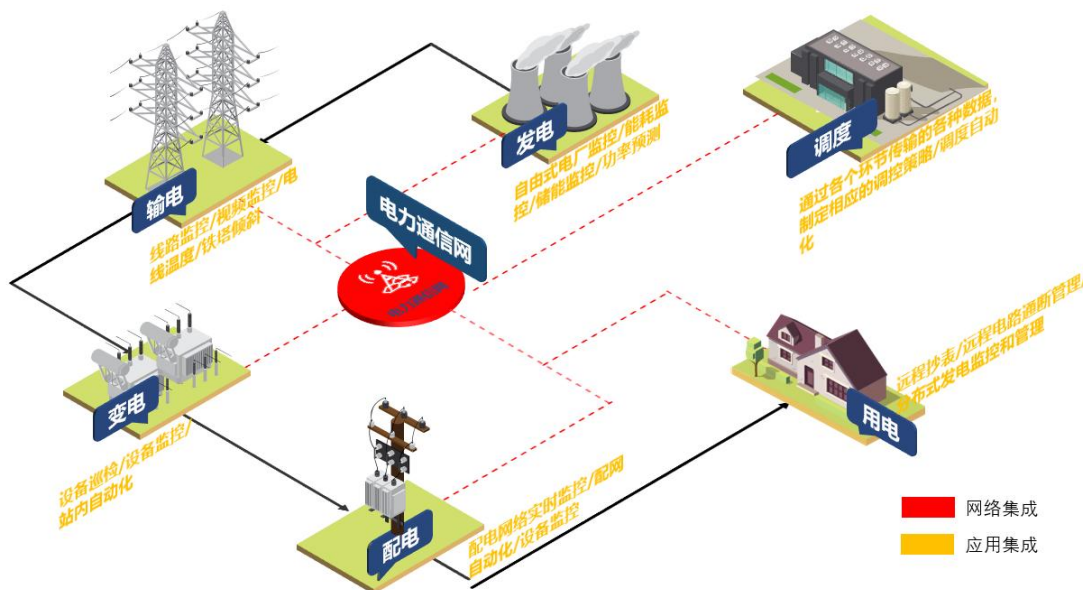 发电
自由式电厂监控/能耗监
控/储能监控/功率预测
调度
通过各个环节传输的各种数据,
制定相应的调控策略/调度自动
化
输电
线路监控/视频监控/电
线温度/铁塔倾斜
电力通信网
电力通信网
变电
设备巡检/设备监控/
站内自动化
配电
配电网络实时监控/配网
自动化/设备监控
用电
远程抄表/远程电路通断管理/
分布式发电监控和管理
网络集成
应用集成